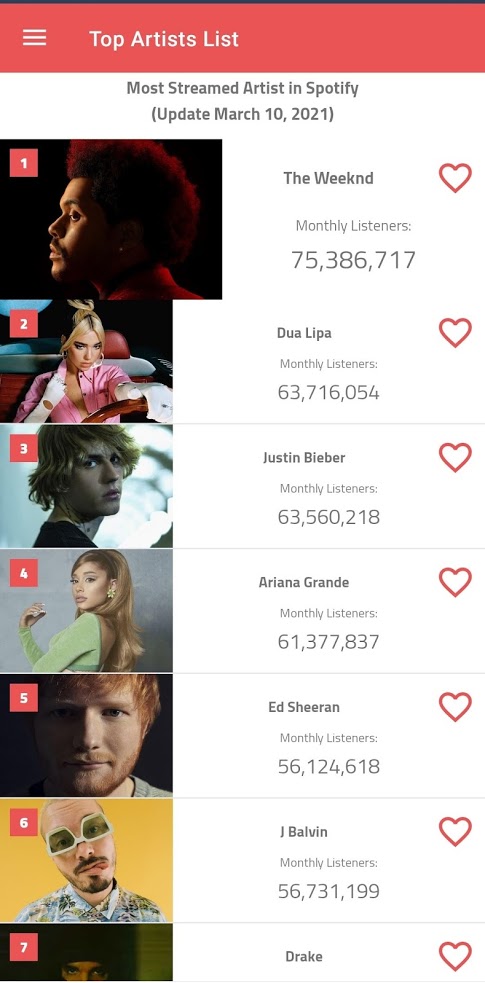 Top Artists List
Most Streamed Artist in Spotify
(Update March 10, 2021)
1
The Weeknd
Monthly Listeners:
75,386,717
2
Dua Lipa
Monthly Listeners:
63,716,054
3
Justin Bieber
Monthly Listeners:
63,560,218
4
Ariana Grande
Monthly Listeners:
61,377,837
5
Ed Sheeran
Monthly Listeners:
56,124,618
6
J Balvin
Monthly Listeners:
56,731,199
7
Drake